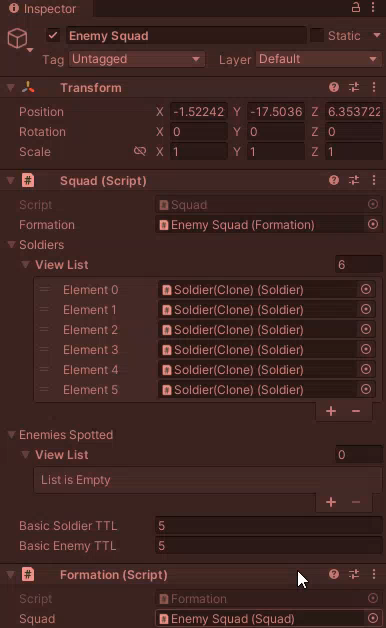 Inspector
Enemy Squad Static
Tag Untagged Layer Default
Transform
Position X -1.52242 Y -17.5036 Z 6.353722
Rotation X 0 Y 0 Z 0
Scale X 1 Y 1 Z 1
# Squad (Script)
Script # Squad
Formation # Enemy Squad (Formation)
Soldiers
View List 6
Element 0 # Soldier(Clone) (Soldier)
Element 1 # Soldier(Clone) (Soldier)
Element 2 # Soldier(Clone) (Soldier)
Element 3 # Soldier(Clone) (Soldier)
Element 4 # Soldier(Clone) (Soldier)
Element 5 # Soldier(Clone) (Soldier)
+ −
Enemies Spotted
View List 0
List is Empty
+ −
Basic Soldier TTL 5
Basic Enemy TTL 5
# Formation (Script)
Script # Formation
Squad # Enemy Squad (Squad)